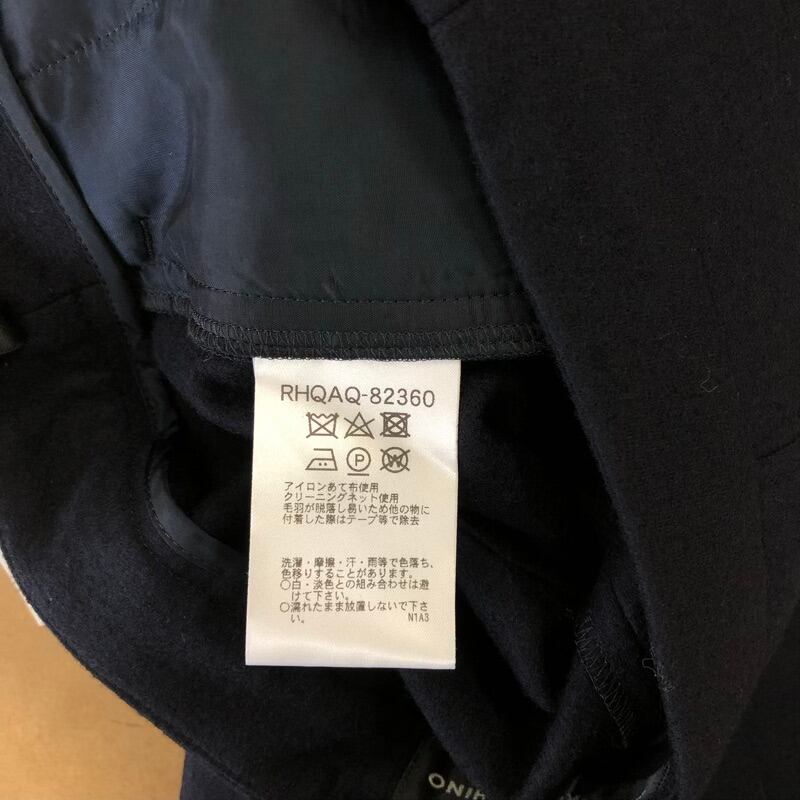 RHQAQ-82360
P
W
アイロンあて布使用
クリーニングネット使用
毛羽が脱落し易いため他の物に
付着した際はテープ等で除去
洗濯・摩擦・汗・雨等で色落ち、
色移りすることがあります。
○白・淡色との組み合わせは避
けて下さい。
○濡れたまま放置しないで下さ
い。
N1A3